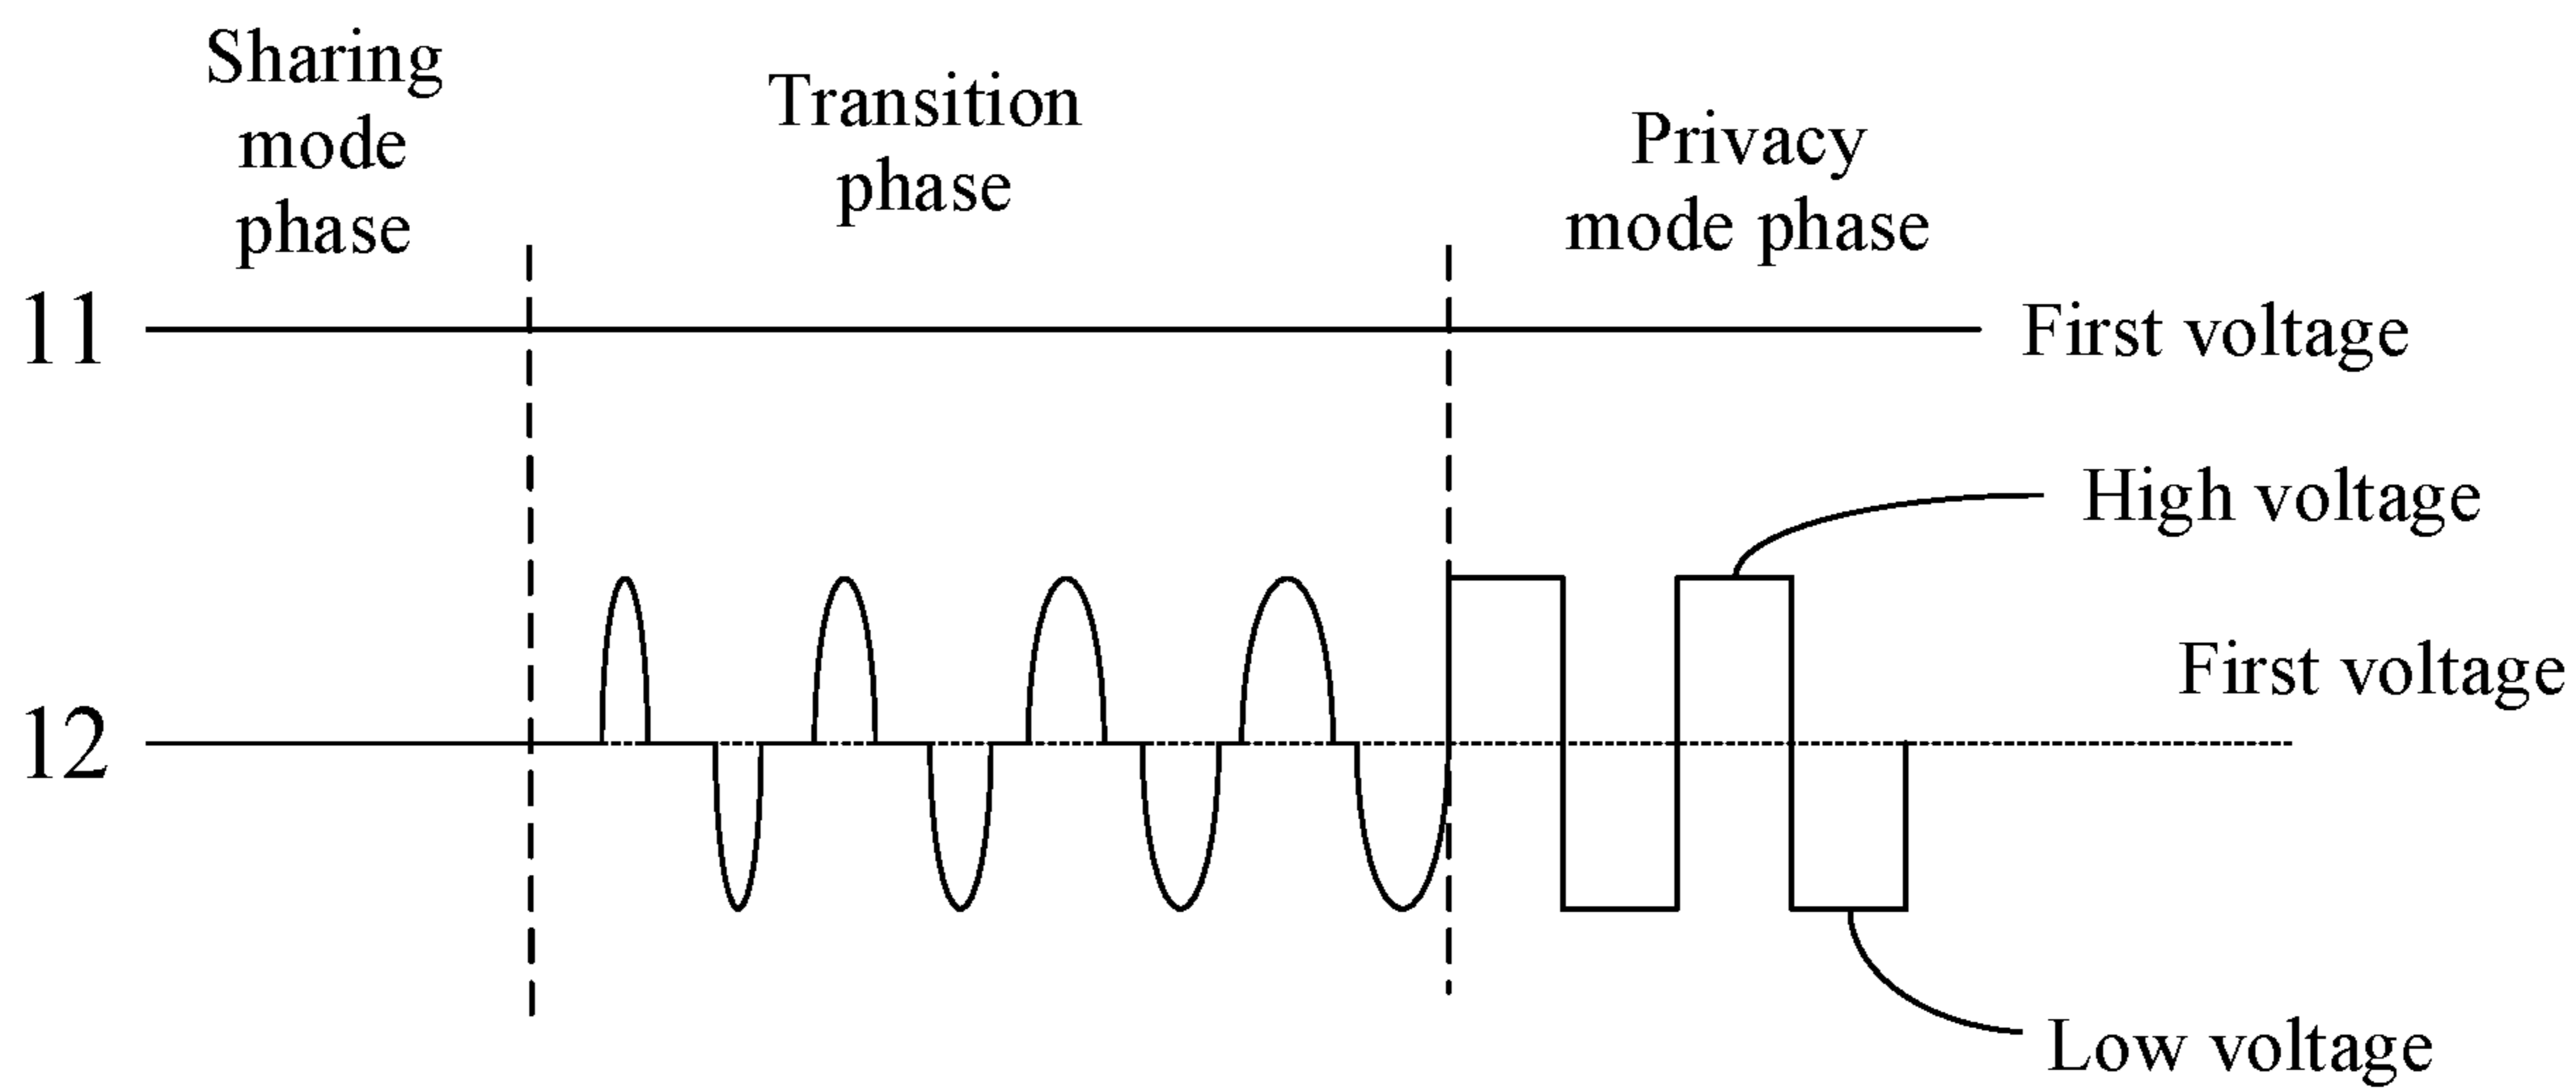 Sharing
mode
phase
Transition
phase
Privacy
mode phase
11
First voltage
High voltage
First voltage
12
Low voltage